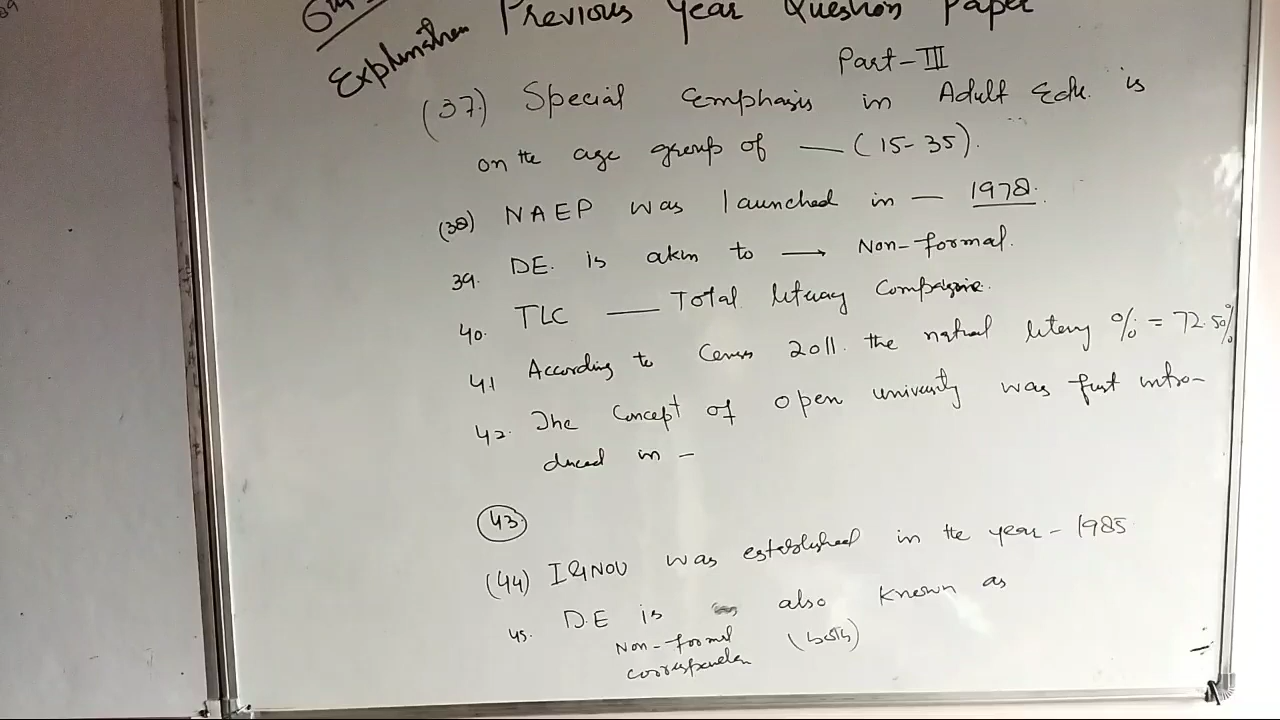 6th
Explanation Previous Year Question Paper
Part-III
(37) Special emphasis in Adult Edu. is
on the age group of — (15-35).
(38) NAEP was launched in — 1978.
39. DE. is akin to → Non-formal.
40. TLC — Total literacy
41 According to Census 2011. the literacy % = 72.50%
42. The Concept of open university was first intro-
duced in -
43
(44) IGNOU was established in the year - 1985
45. D.E is also known as
Non-formal (both)